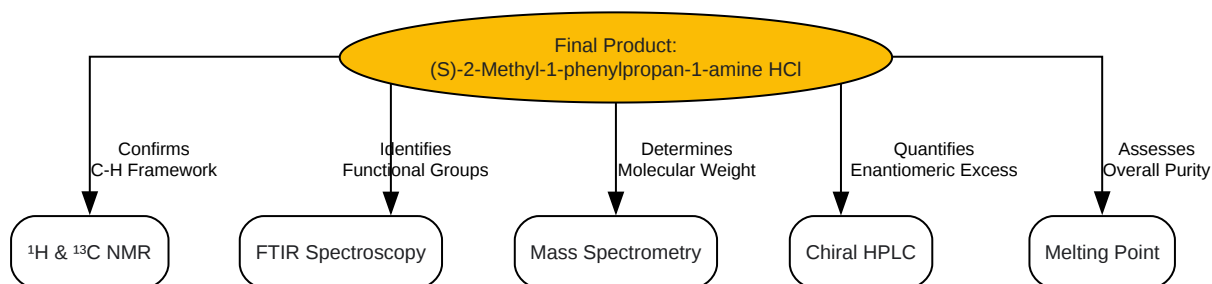 Final Product:
(S)-2-Methyl-1-phenylpropan-1-amine HCl
Confirms
C-H Framework
Identifies
Functional Groups
Determines
Molecular Weight
Quantifies
Enantiomeric Excess
Assesses
Overall Purity
¹H & ¹³C NMR
FTIR Spectroscopy
Mass Spectrometry
Chiral HPLC
Melting Point